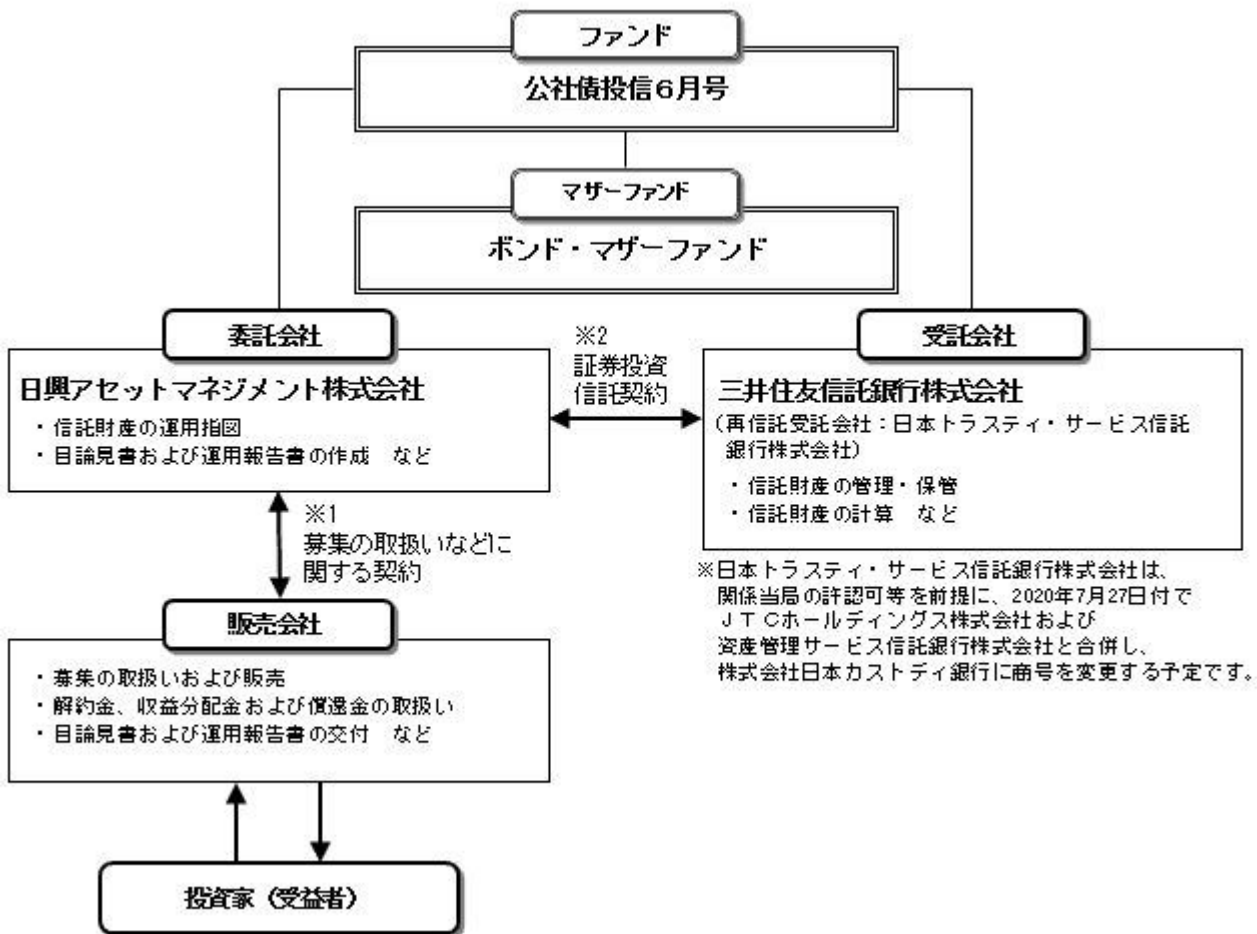 ファンド
公社債投信6月号
マザーファンド
ボンド・マザーファンド
委託会社
日興アセットマネジメント株式会社
・信託財産の運用指図
・目論見書および運用報告書の作成　など
※2
証券投資
信託契約
受託会社
三井住友信託銀行株式会社
(再信託受託会社：日本トラスティ・サービス信託
銀行株式会社)
・信託財産の管理・保管
・信託財産の計算　など
※1
募集の取扱いなどに
関する契約
※日本トラスティ・サービス信託銀行株式会社は、
関係当局の許認可等を前提に、2020年7月27日付で
ＪＴＣホールディングス株式会社および
資産管理サービス信託銀行株式会社と合併し、
株式会社日本カストディ銀行に商号を変更する予定です。
販売会社
・募集の取扱いおよび販売
・解約金、収益分配金および償還金の取扱い
・目論見書および運用報告書の交付　など
投資家（受益者）